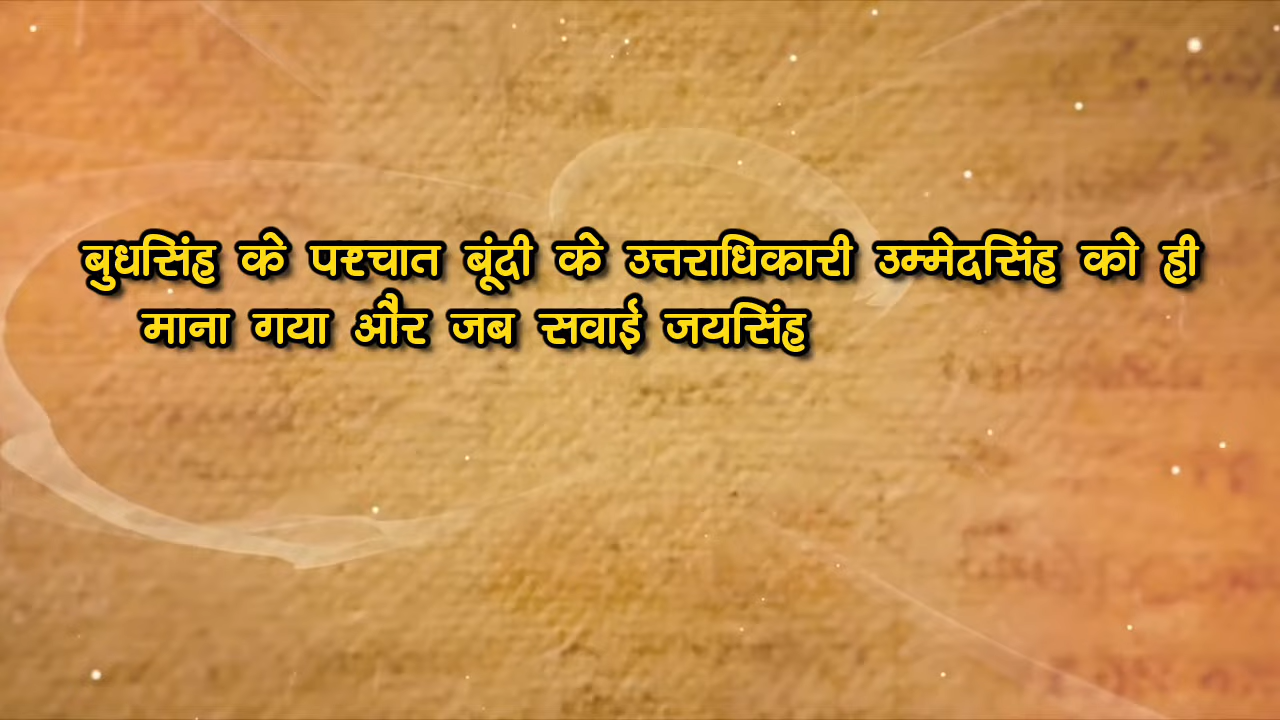 बुधसिंह के पश्चात बूंदी के उत्तराधिकारी उम्मेदसिंह को ही
माना गया और जब सवाई जयसिंह